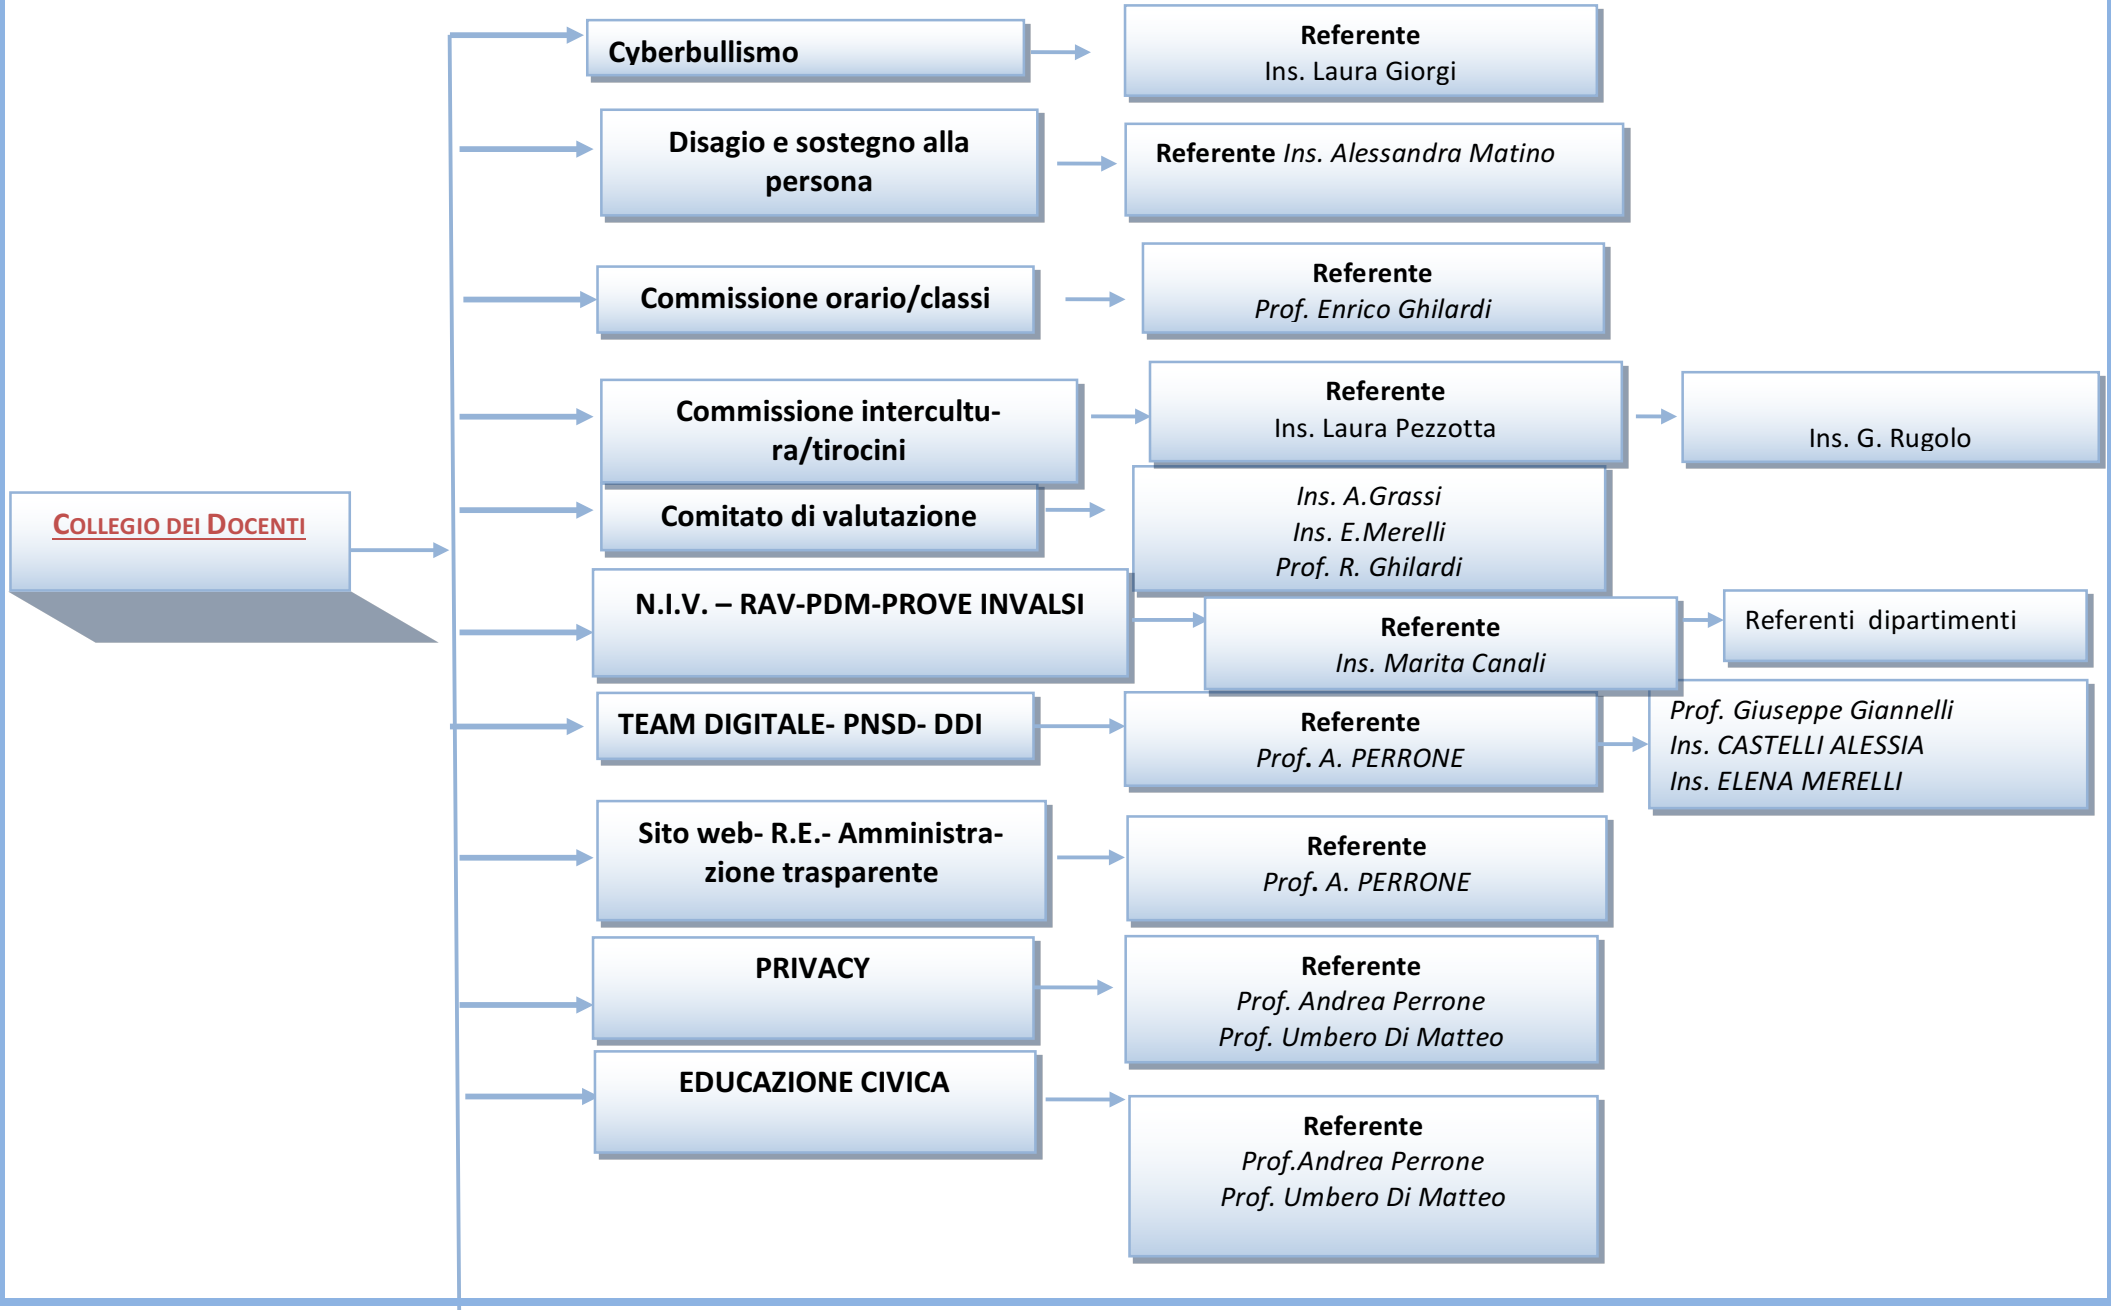 Cyberbullismo
Referente
Ins. Laura Giorgi
Disagio e sostegno alla
persona
Referente Ins. Alessandra Matino
Commissione orario/classi
Referente
Prof. Enrico Ghilardi
Commissione intercultu-
ra/tirocini
Referente
Ins. Laura Pezzotta
Ins. G. Rugolo
COLLEGIO DEI DOCENTI
Comitato di valutazione
Ins. A.Grassi
Ins. E.Merelli
Prof. R. Ghilardi
N.I.V. – RAV-PDM-PROVE INVALSI
Referente
Ins. Marita Canali
Referenti dipartimenti
TEAM DIGITALE- PNSD- DDI
Referente
Prof. A. PERRONE
Prof. Giuseppe Giannelli
Ins. CASTELLI ALESSIA
Ins. ELENA MERELLI
Sito web- R.E.- Amministra-
zione trasparente
Referente
Prof. A. PERRONE
PRIVACY
Referente
Prof. Andrea Perrone
Prof. Umbero Di Matteo
EDUCAZIONE CIVICA
Referente
Prof.Andrea Perrone
Prof. Umbero Di Matteo